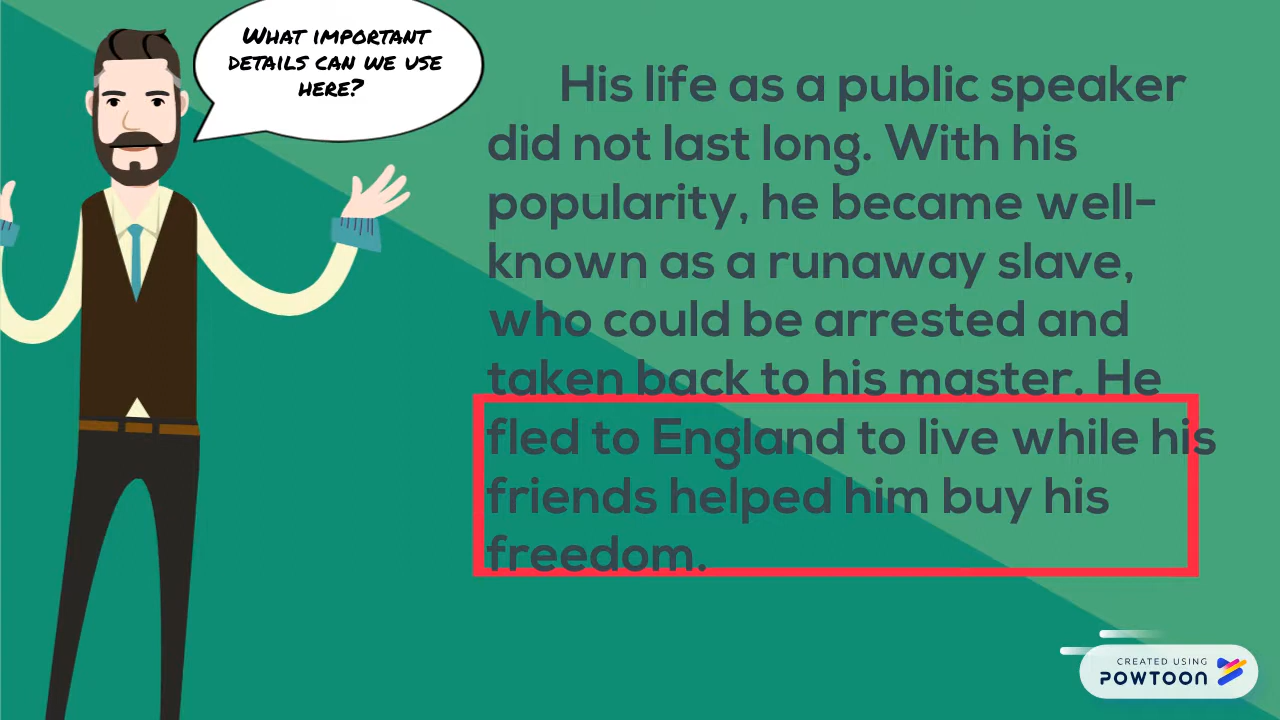 What important
details can we use
here?
His life as a public speaker
did not last long. With his
popularity, he became well-
known as a runaway slave,
who could be arrested and
taken back to his master. He
fled to England to live while his
friends helped him buy his
freedom.
CREATED USING
POWTOON